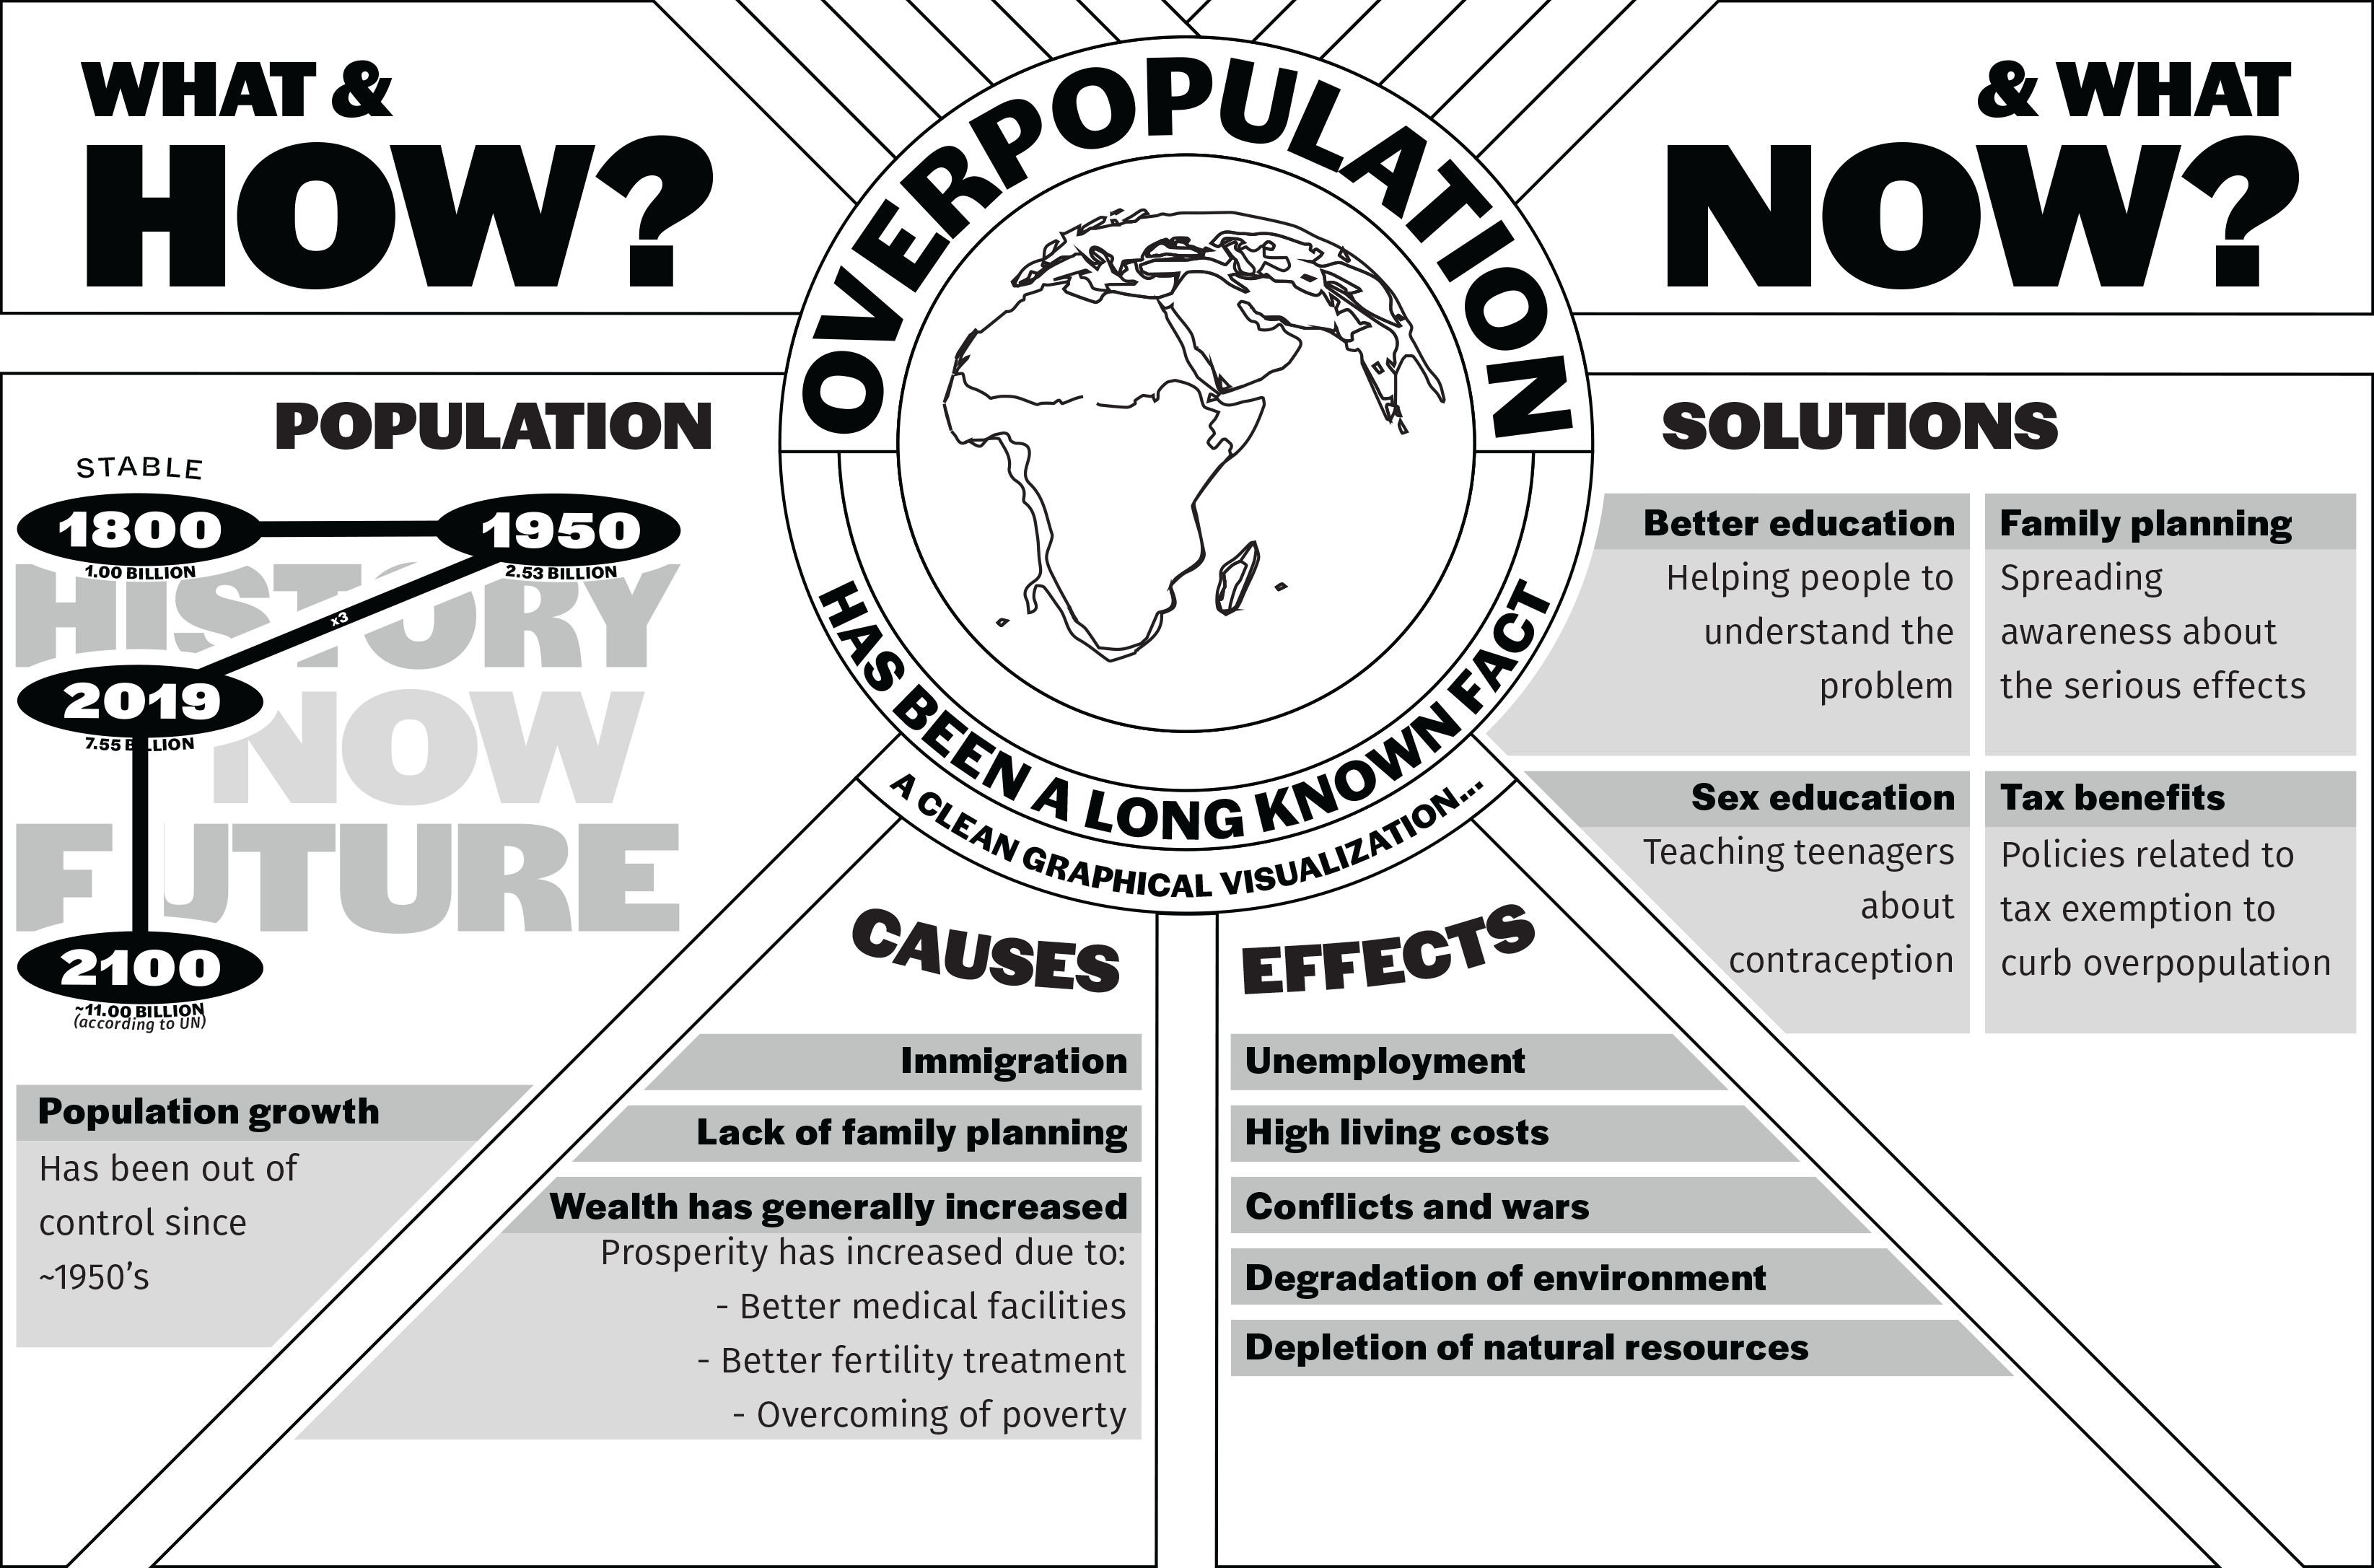 WHAT &
HOW?
& WHAT
NOW?
OVERPOPULATION
HAS BEEN A LONG KNOWN FACT
A CLEAN GRAPHICAL VISUALIZATION...
POPULATION
STABLE
1800
1.00 BILLION
1950
2.53 BILLION
HISTORY
x3
2019
7.55 BILLION
NOW
FUTURE
2100
~11.00 BILLION
(according to UN)
Population growth
Has been out of
control since
~1950's
CAUSES
Immigration
Lack of family planning
Wealth has generally increased
Prosperity has increased due to:
- Better medical facilities
- Better fertility treatment
- Overcoming of poverty
EFFECTS
Unemployment
High living costs
Conflicts and wars
Degradation of environment
Depletion of natural resources
SOLUTIONS
Better education
Helping people to
understand the
problem
Family planning
Spreading
awareness about
the serious effects
Sex education
Teaching teenagers
about
contraception
Tax benefits
Policies related to
tax exemption to
curb overpopulation